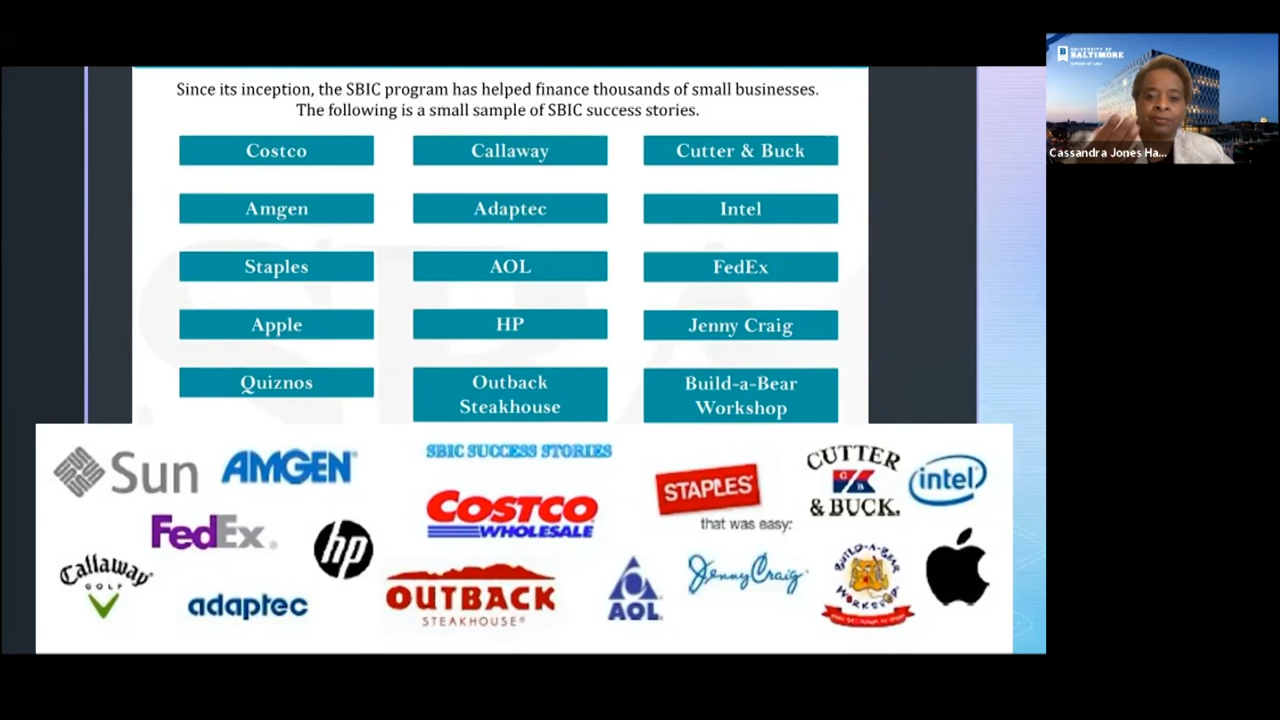 Since its inception, the SBIC program has helped finance thousands of small businesses.
The following is a small sample of SBIC success stories.
Costco
Callaway
Cutter & Buck
Amgen
Adaptec
Intel
Staples
AOL
FedEx
Apple
HP
Jenny Craig
Quiznos
Outback
Steakhouse
Build-a-Bear
Workshop
SBIC SUCCESS STORIES
Sun
AMGEN
COSTCO
WHOLESALE
STAPLES
that was easy:
CUTTER
& BUCK.
intel
FedEx
hp
Callaway
GOLF
adaptec
OUTBACK
STEAKHOUSE
AOL
Jenny Craig
BUILD-A-BEAR
WORKSHOP
UNIVERSITY OF
BALTIMORE
School of Law
Cassandra Jones Ha...